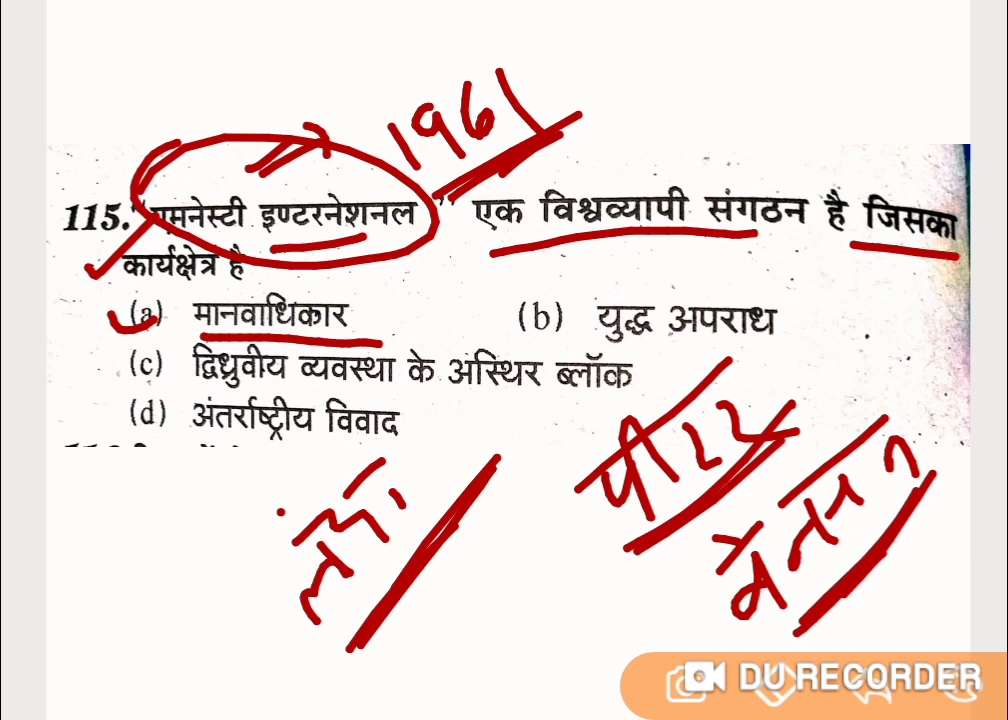 1961
115. "एमनेस्टी इण्टरनेशनल" एक विश्वव्यापी संगठन है जिसका
कार्यक्षेत्र है
(a) मानवाधिकार (b) युद्ध अपराध
(c) द्विध्रुवीय व्यवस्था के अस्थिर ब्लॉक
(d) अंतर्राष्ट्रीय विवाद
DU RECORDER